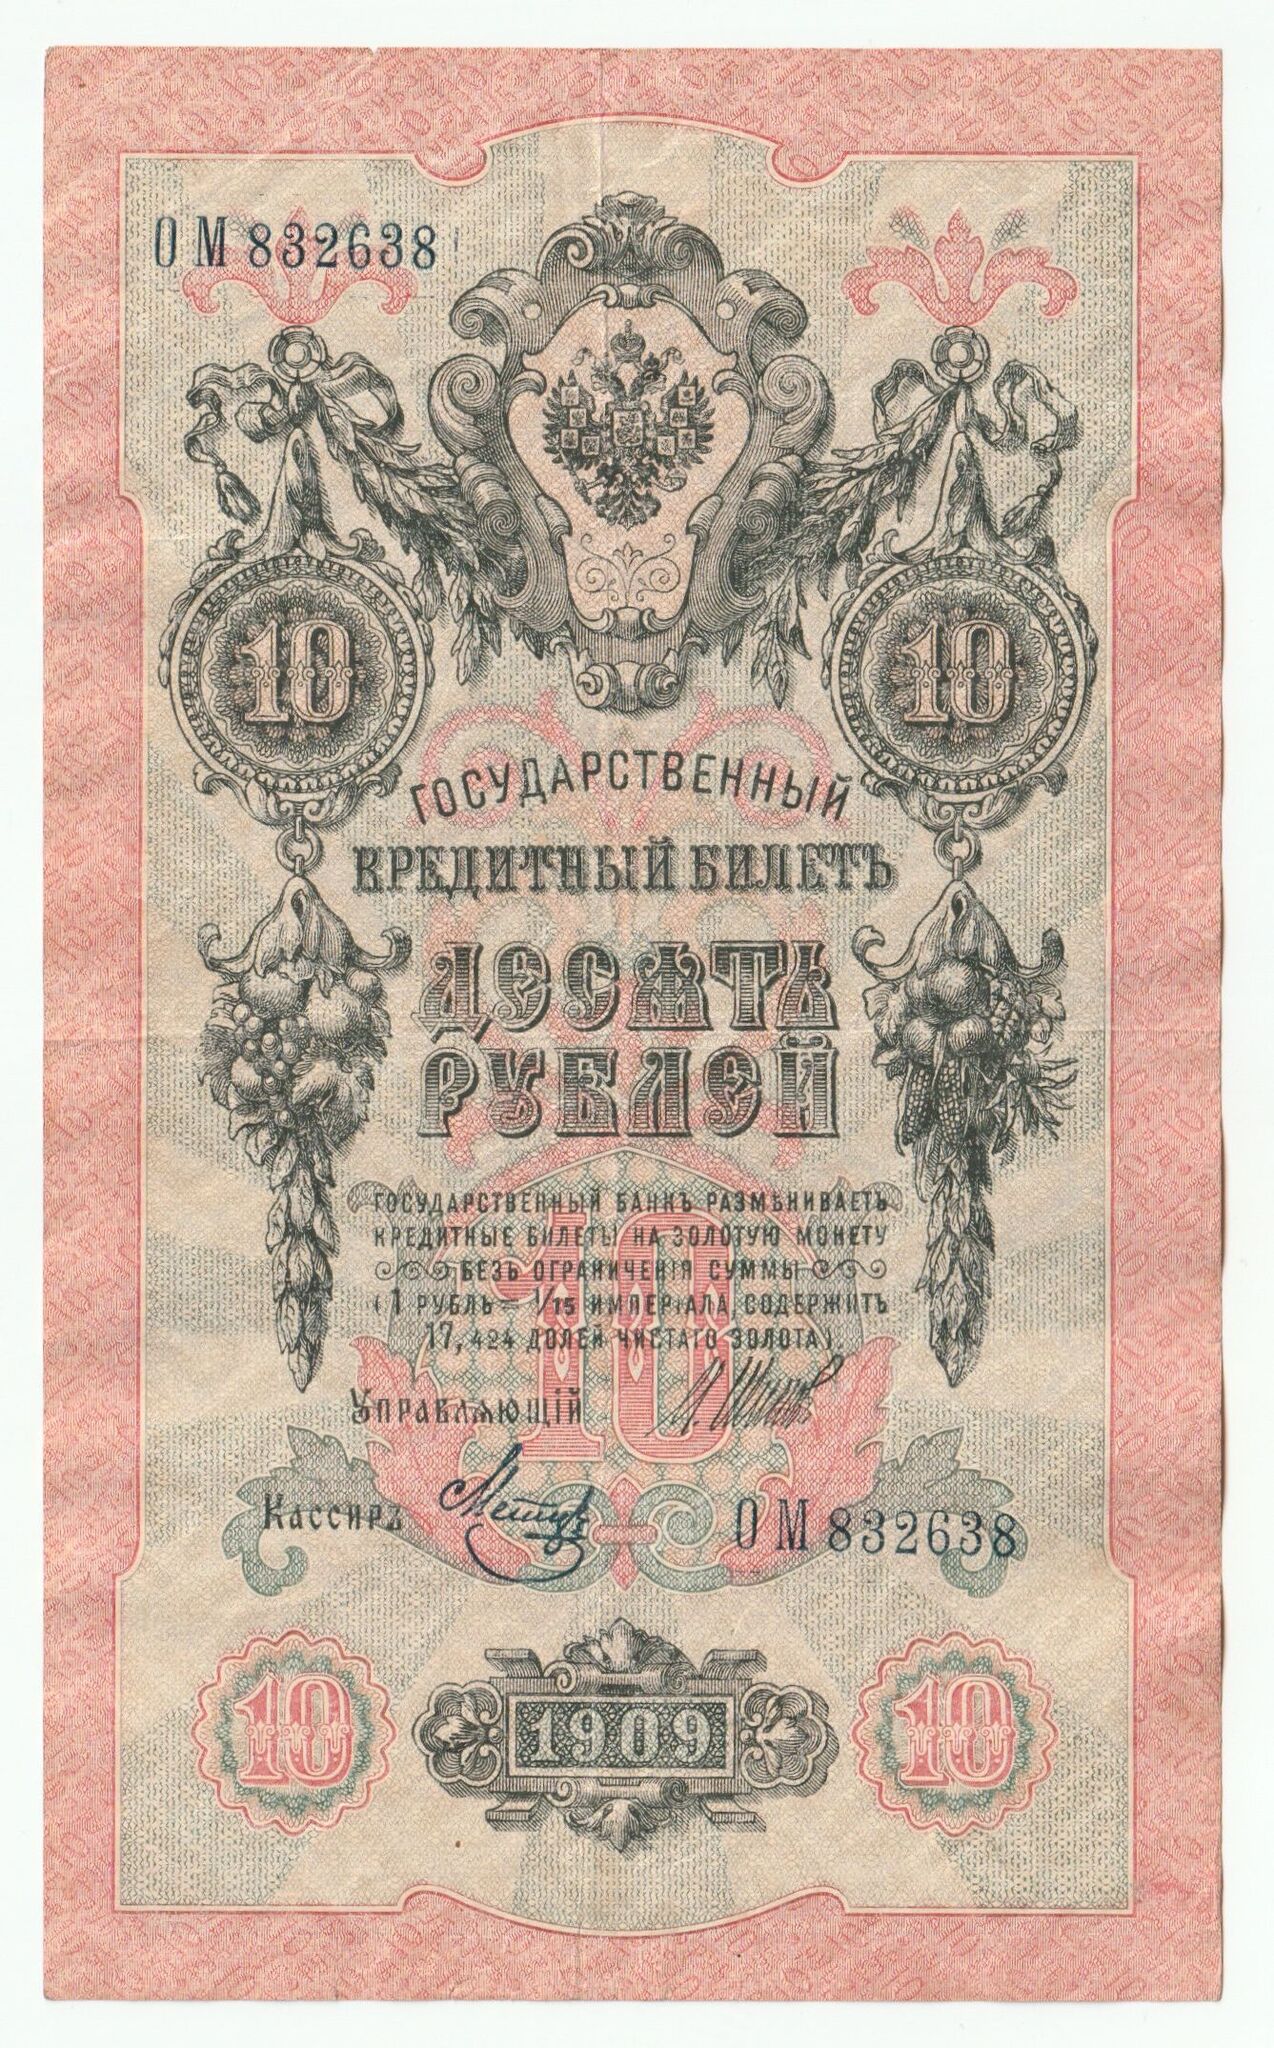 ОМ 832638
10 10
ГОСУДАРСТВЕННЫЙ
КРЕДИТНЫЙ БИЛЕТЪ
ДЕСЯТЬ
РУБЛЕЙ
ГОСУДАРСТВЕННЫЙ БАНКЪ РАЗМѢНИВАЕТЪ
КРЕДИТНЫЕ БИЛЕТЫ НА ЗОЛОТУЮ МОНЕТУ
БЕЗЪ ОГРАНИЧЕНІЯ СУММЫ
(1 РУБЛЬ = 1/15 ИМПЕРІАЛА, СОДЕРЖИТЪ
17,424 ДОЛЕЙ ЧИСТАГО ЗОЛОТА)
10
УПРАВЛЯЮЩІЙ
Кассиръ
ОМ 832638
10 1909 10